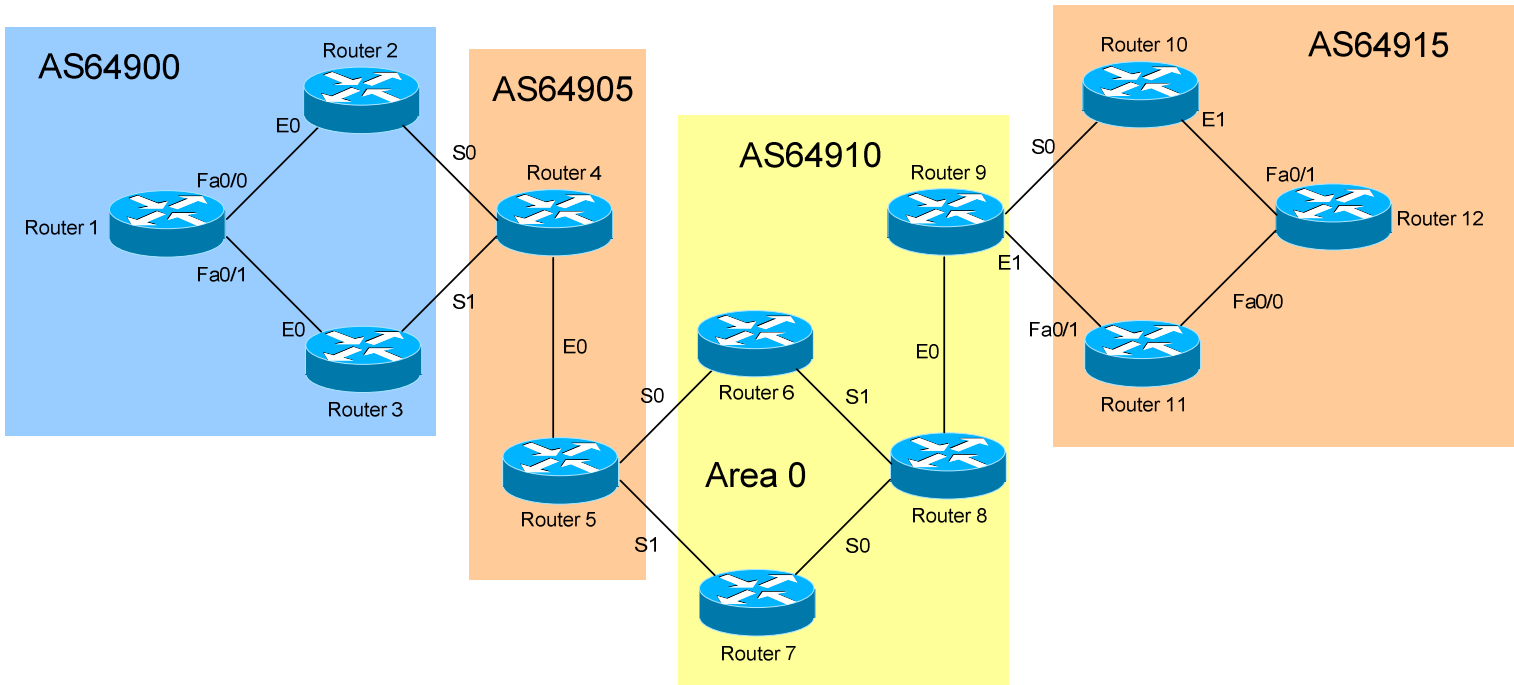 AS64900
Router 2
E0
Fa0/0
Router 1
Fa0/1
E0
Router 3
S0
S1
AS64905
Router 4
E0
Router 5
S0
S1
AS64910
Router 9
Router 6
E0
S1
Area 0
Router 8
S0
Router 7
AS64915
Router 10
S0
E1
E1
Fa0/1
Router 12
Fa0/0
Fa0/1
Router 11